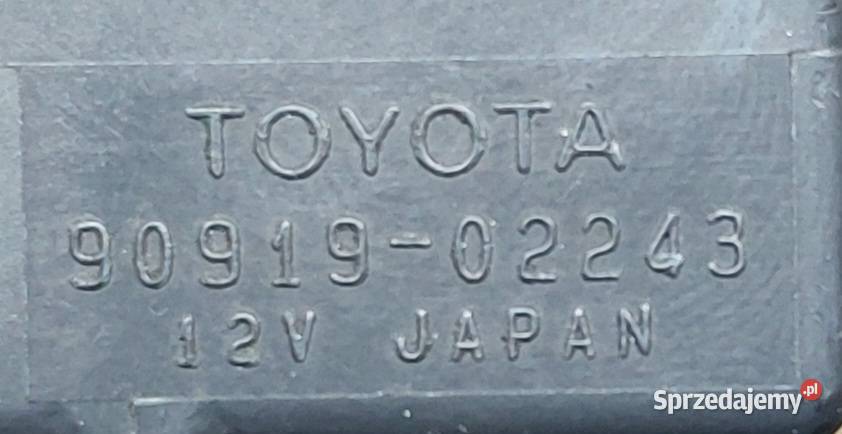 TOYOTA
90919-02243
12V JAPAN
Sprzedajemy.pl